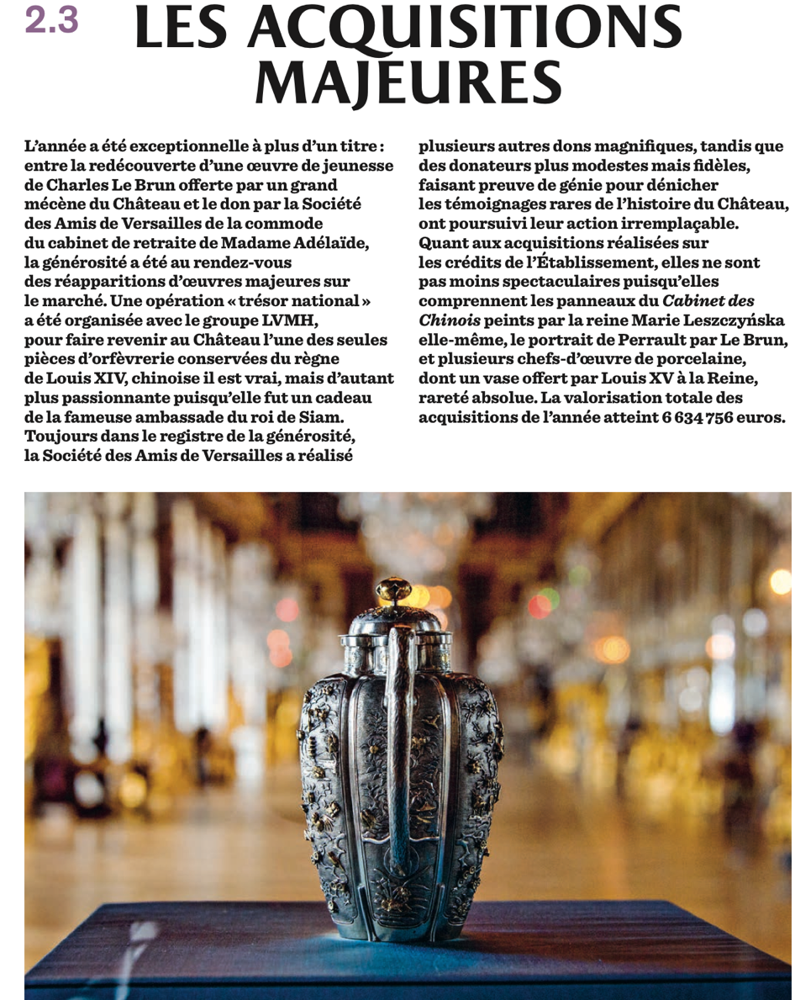 2.3
LES ACQUISITIONS
MAJEURES
L’année a été exceptionnelle à plus d’un titre :
entre la redécouverte d’une œuvre de jeunesse
de Charles Le Brun offerte par un grand
mécène du Château et le don par la Société
des Amis de Versailles de la commode
du cabinet de retraite de Madame Adélaïde,
la générosité a été au rendez-vous
des réapparitions d’œuvres majeures sur
le marché. Une opération « trésor national »
a été organisée avec le groupe LVMH,
pour faire revenir au Château l’une des seules
pièces d’orfèvrerie conservées du règne
de Louis XIV, chinoise il est vrai, mais d’autant
plus passionnante puisqu’elle fut un cadeau
de la fameuse ambassade du roi de Siam.
Toujours dans le registre de la générosité,
la Société des Amis de Versailles a réalisé
plusieurs autres dons magnifiques, tandis que
des donateurs plus modestes mais fidèles,
faisant preuve de génie pour dénicher
les témoignages rares de l’histoire du Château,
ont poursuivi leur action irremplaçable.
Quant aux acquisitions réalisées sur
les crédits de l’Établissement, elles ne sont
pas moins spectaculaires puisqu’elles
comprennent les panneaux du Cabinet des
Chinois peints par la reine Marie Leszczyńska
elle-même, le portrait de Perrault par Le Brun,
et plusieurs chefs-d’œuvre de porcelaine,
dont un vase offert par Louis XV à la Reine,
rareté absolue. La valorisation totale des
acquisitions de l’année atteint 6 634 756 euros.